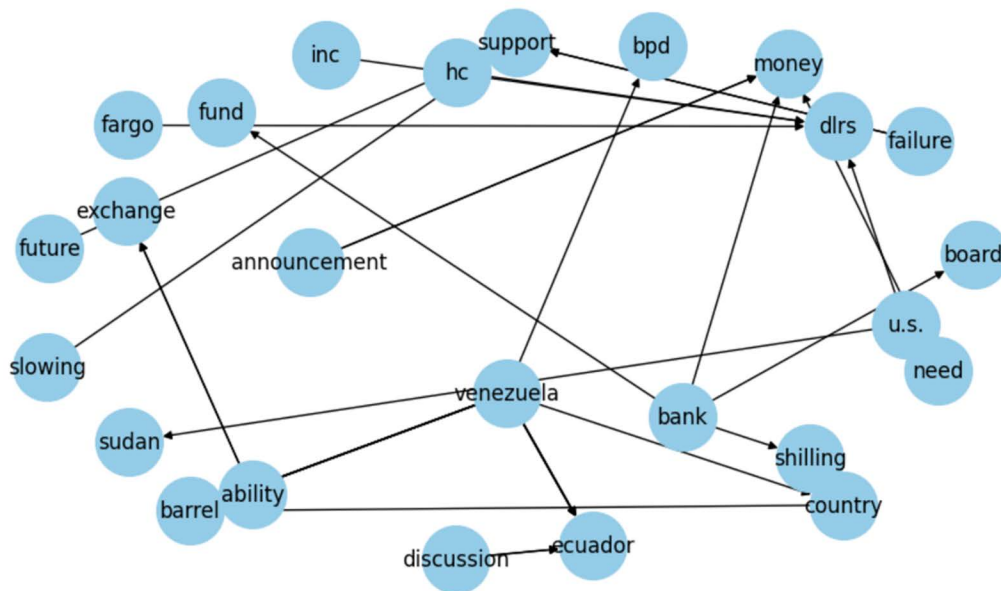 support
bpd
inc
money
hc
fund
fargo
dlrs
failure
exchange
future
announcement
board
u.s.
slowing
need
venezuela
bank
sudan
shilling
ability
barrel
country
ecuador
discussion